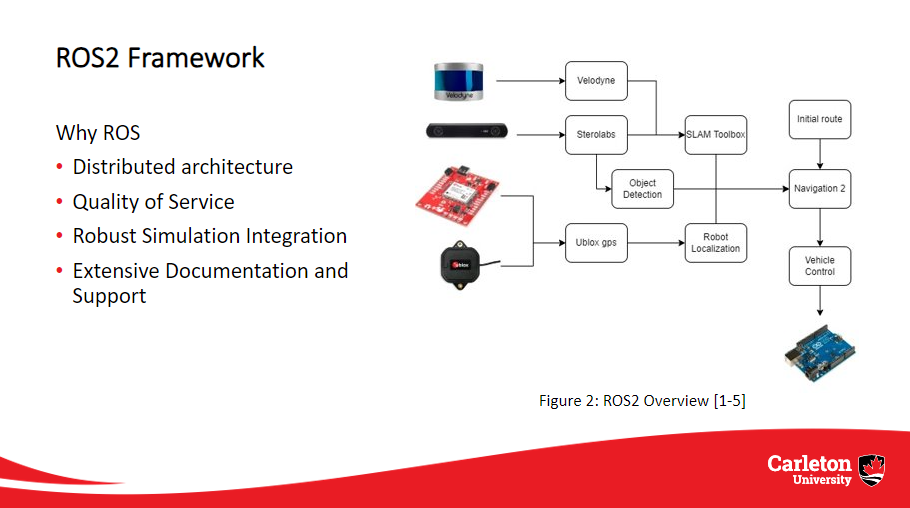 ROS2 Framework
Why ROS
• Distributed architecture
• Quality of Service
• Robust Simulation Integration
• Extensive Documentation and
Support
Velodyne
Velodyne
Sterolabs
SLAM Toolbox
Initial route
Object
Detection
Navigation 2
Ublox gps
Robot
Localization
ublox
Vehicle
Control
Figure 2: ROS2 Overview [1-5]
Carleton
University